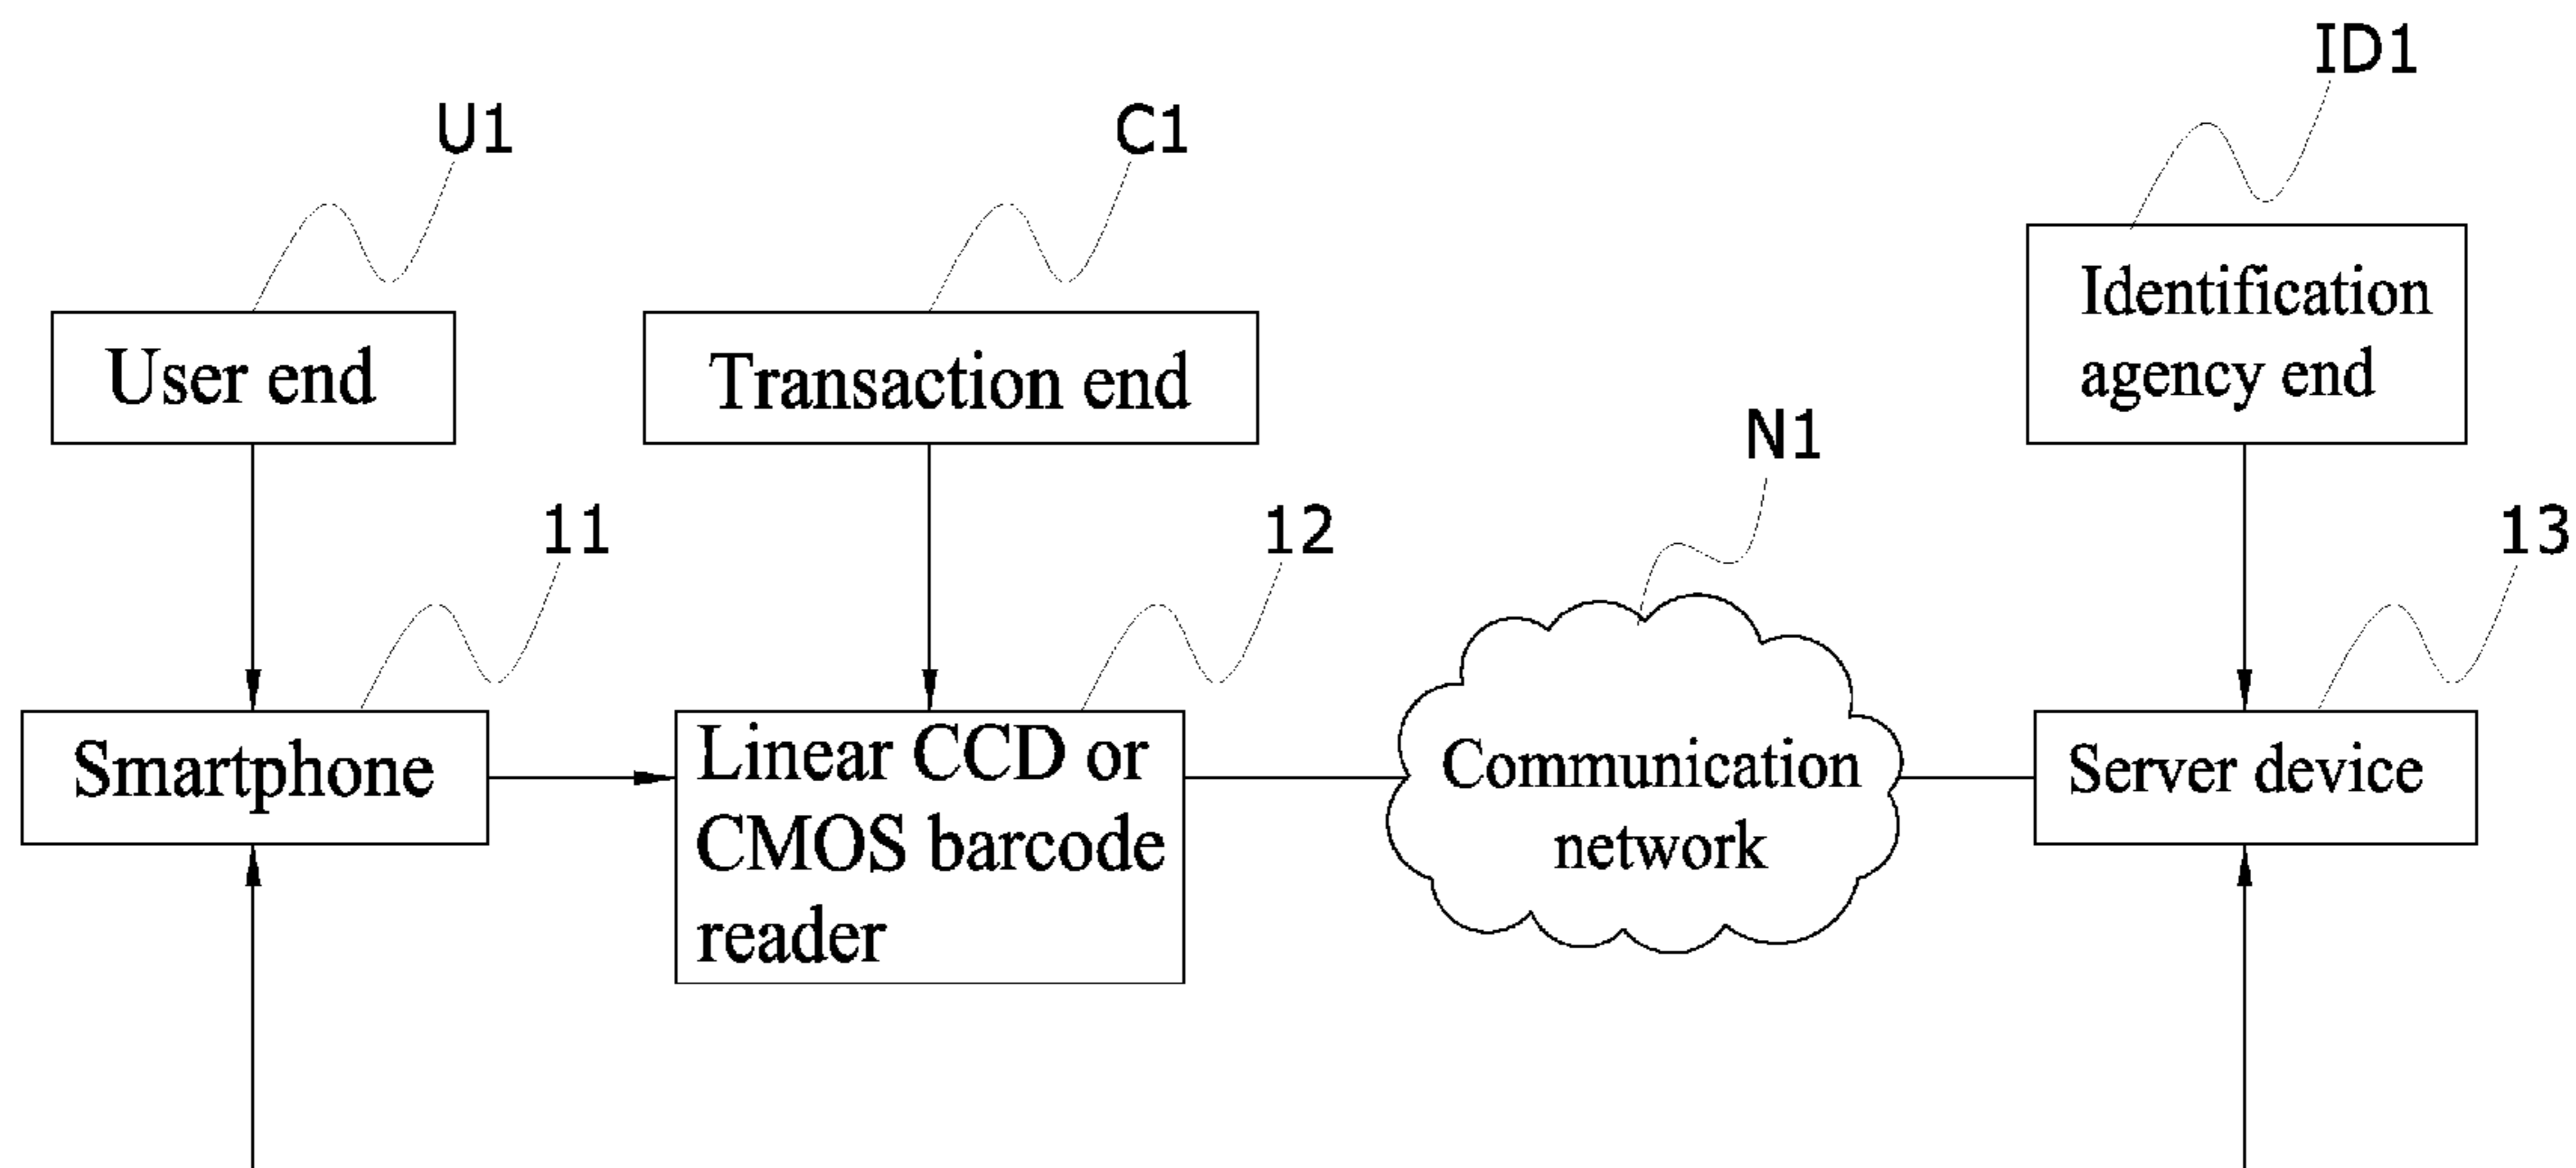 ID1
U1
C1
Identification
agency end
User end
Transaction end
N1
11
12
13
Smartphone
Linear CCD or
CMOS barcode
reader
Communication
network
Server device